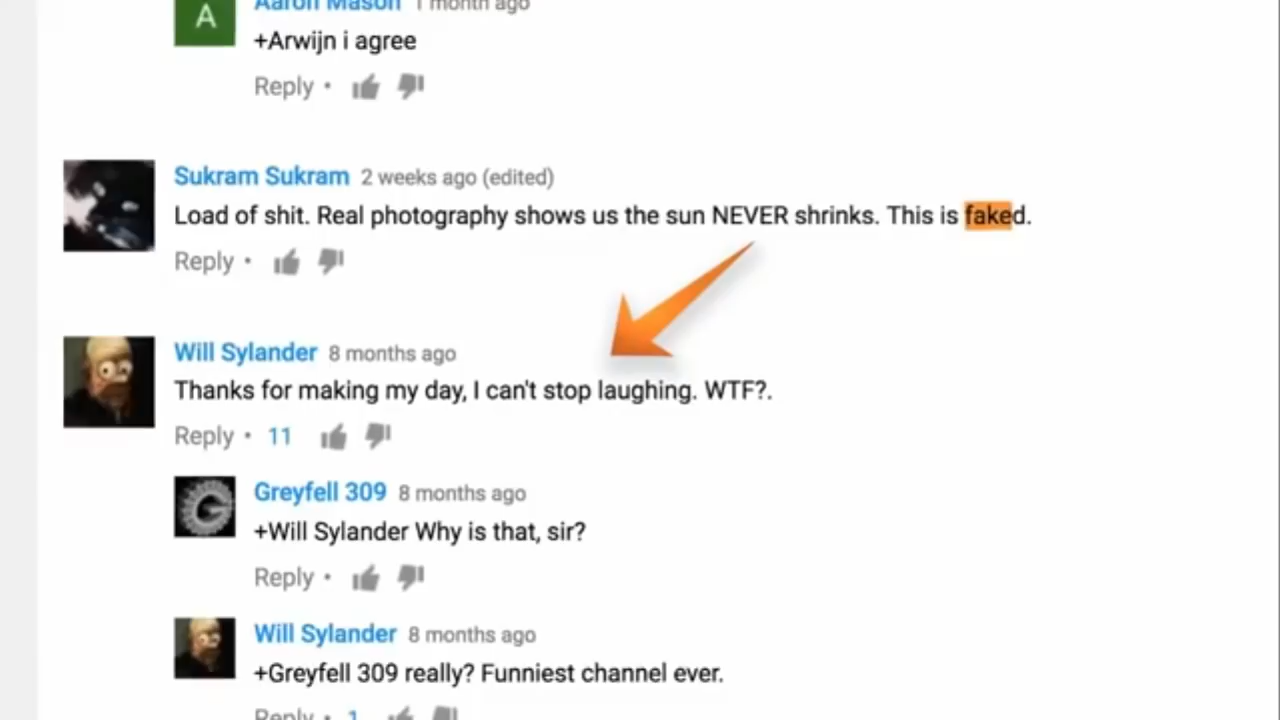 A
Aaron Mason 1 month ago
+Arwijn i agree
Reply •
Sukram Sukram 2 weeks ago (edited)
Load of shit. Real photography shows us the sun NEVER shrinks. This is faked.
Reply •
Will Sylander 8 months ago
Thanks for making my day, I can't stop laughing. WTF?.
Reply • 11
Greyfell 309 8 months ago
+Will Sylander Why is that, sir?
Reply •
Will Sylander 8 months ago
+Greyfell 309 really? Funniest channel ever.
Reply • 1